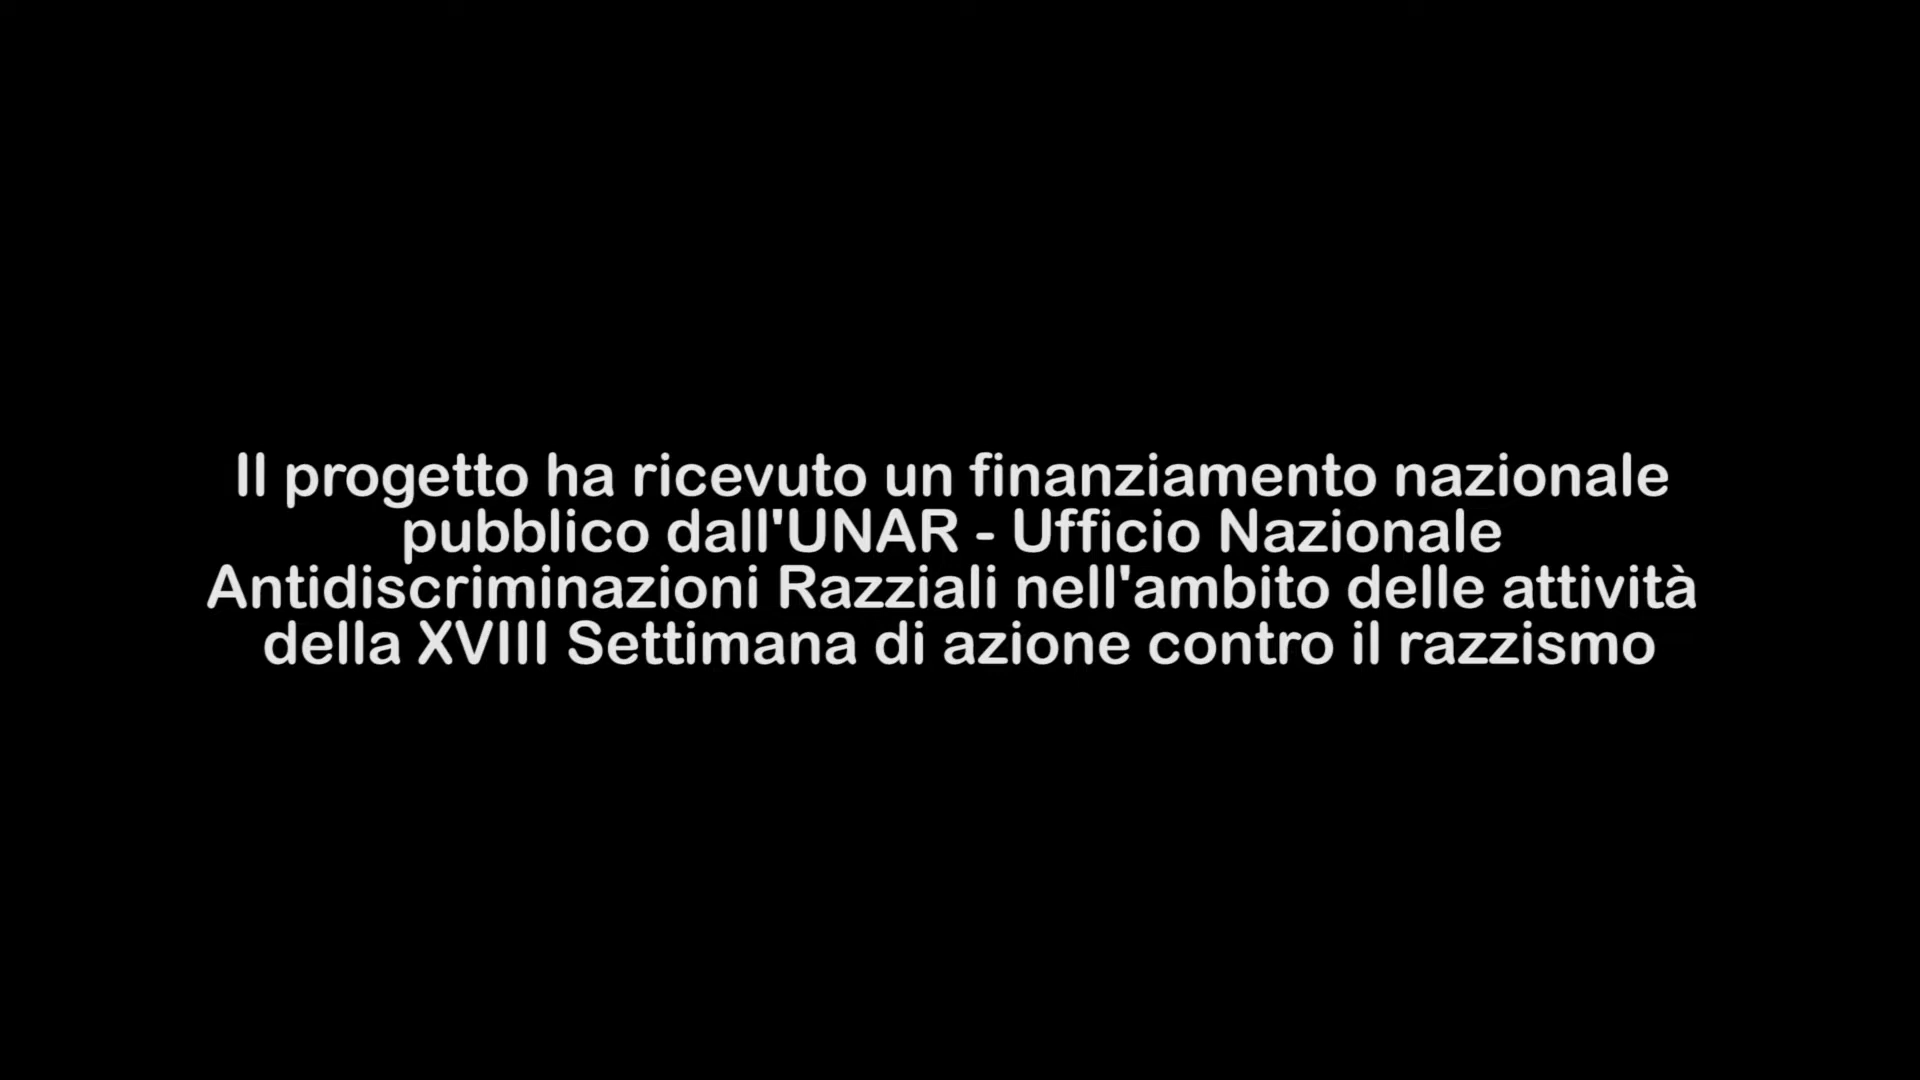 Il progetto ha ricevuto un finanziamento nazionale
pubblico dall'UNAR - Ufficio Nazionale
Antidiscriminazioni Razziali nell'ambito delle attività
della XVIII Settimana di azione contro il razzismo